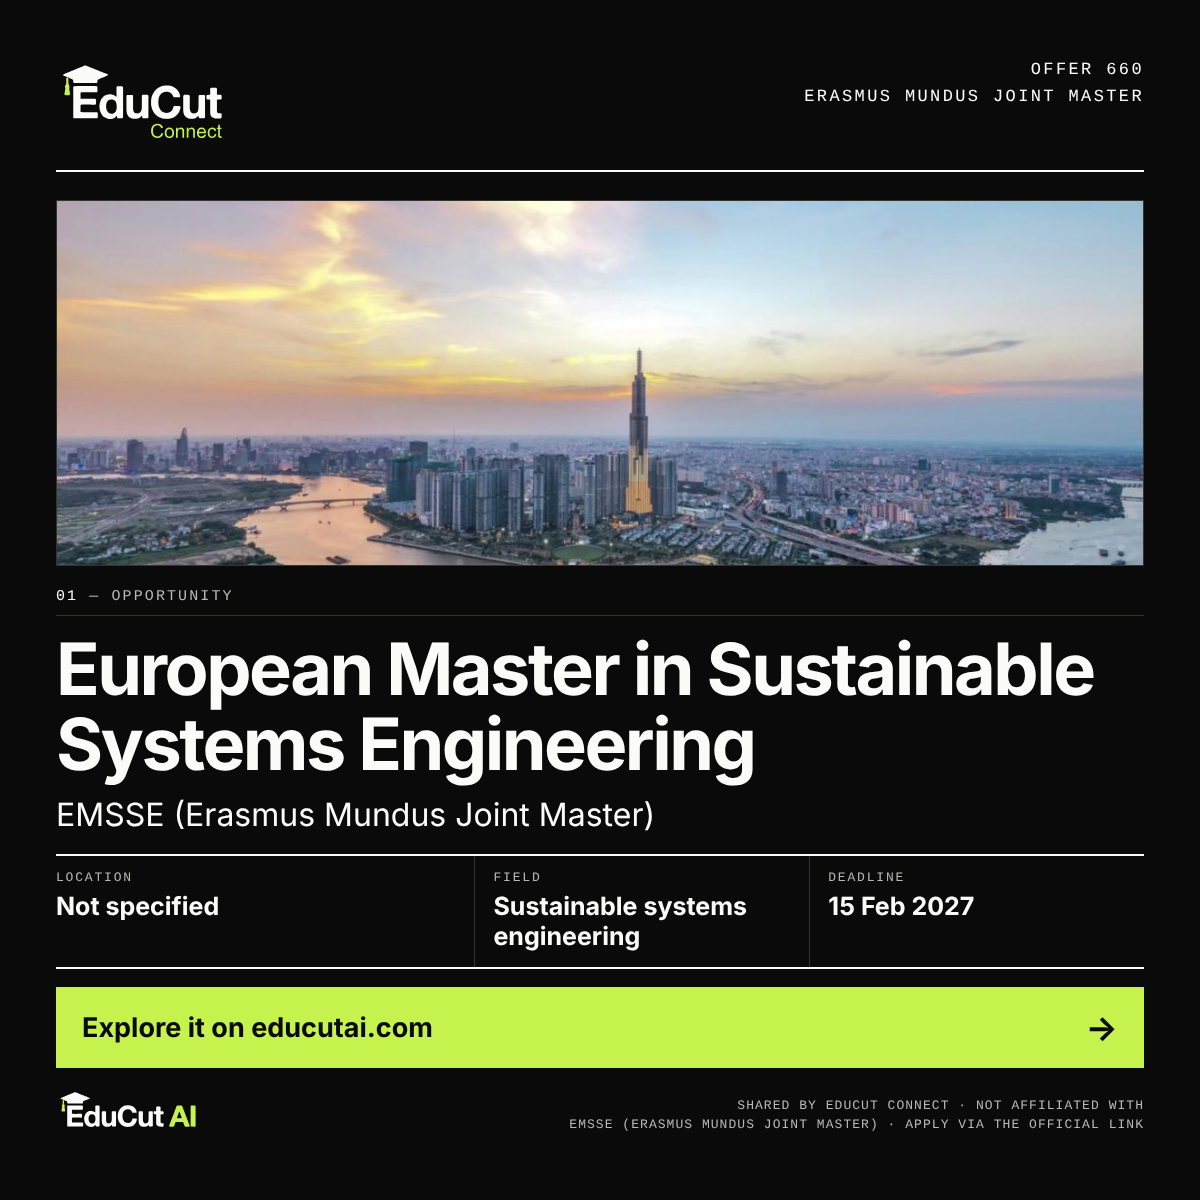 EduCut
Connect
OFFER 660
ERASMUS MUNDUS JOINT MASTER
01 — OPPORTUNITY
European Master in Sustainable
Systems Engineering
EMSSE (Erasmus Mundus Joint Master)
LOCATION
Not specified
FIELD
Sustainable systems
engineering
DEADLINE
15 Feb 2027
Explore it on educutai.com →
EduCut AI
SHARED BY EDUCUT CONNECT · NOT AFFILIATED WITH
EMSSE (ERASMUS MUNDUS JOINT MASTER) · APPLY VIA THE OFFICIAL LINK